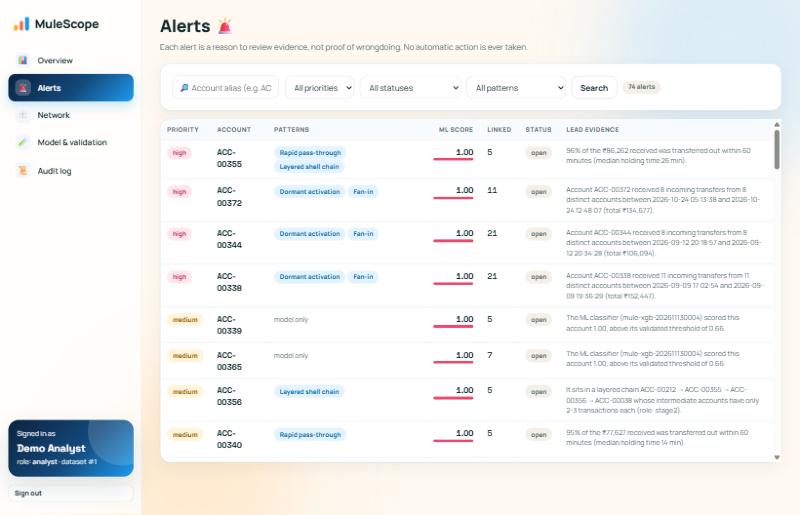 MuleScope
Overview
Alerts
Network
Model & validation
Audit log
Signed in as
Demo Analyst
role: analyst · dataset #1
Sign out
Alerts
Each alert is a reason to review evidence, not proof of wrongdoing. No automatic action is ever taken.
Account alias (e.g. AC
All priorities
All statuses
All patterns
Search
74 alerts
PRIORITY ACCOUNT PATTERNS ML SCORE LINKED STATUS LEAD EVIDENCE
high ACC-00355 Rapid pass-through Layered shell chain 1.00 5 open
96% of the ₹86,262 received was transferred out within 60
minutes (median holding time 26 min).
high ACC-00372 Dormant activation Fan-in 1.00 11 open
Account ACC-00372 received 8 incoming transfers from 8
distinct accounts between 2026-10-24 05:13:38 and 2026-10-
24 12:48:07 (total ₹134,677).
high ACC-00344 Dormant activation Fan-in 1.00 21 open
Account ACC-00344 received 8 incoming transfers from 8
distinct accounts between 2026-09-12 20:18:57 and 2026-09-
12 20:34:28 (total ₹106,094).
high ACC-00338 Dormant activation Fan-in 1.00 21 open
Account ACC-00338 received 11 incoming transfers from 11
distinct accounts between 2026-09-09 17:02:54 and 2026-09-
09 19:36:29 (total ₹152,447).
medium ACC-00339 model only 1.00 5 open
The ML classifier (mule-xgb-202611130004) scored this
account 1.00, above its validated threshold of 0.66.
medium ACC-00365 model only 1.00 7 open
The ML classifier (mule-xgb-202611130004) scored this
account 1.00, above its validated threshold of 0.66.
medium ACC-00356 Layered shell chain 1.00 5 open
It sits in a layered chain ACC-00212 → ACC-00355 → ACC-
00356 → ACC-00038 whose intermediate accounts have only
2-3 transactions each (role: stage2).
medium ACC-00340 Rapid pass-through 1.00 5 open
95% of the ₹77,627 received was transferred out within 60
minutes (median holding time 14 min).